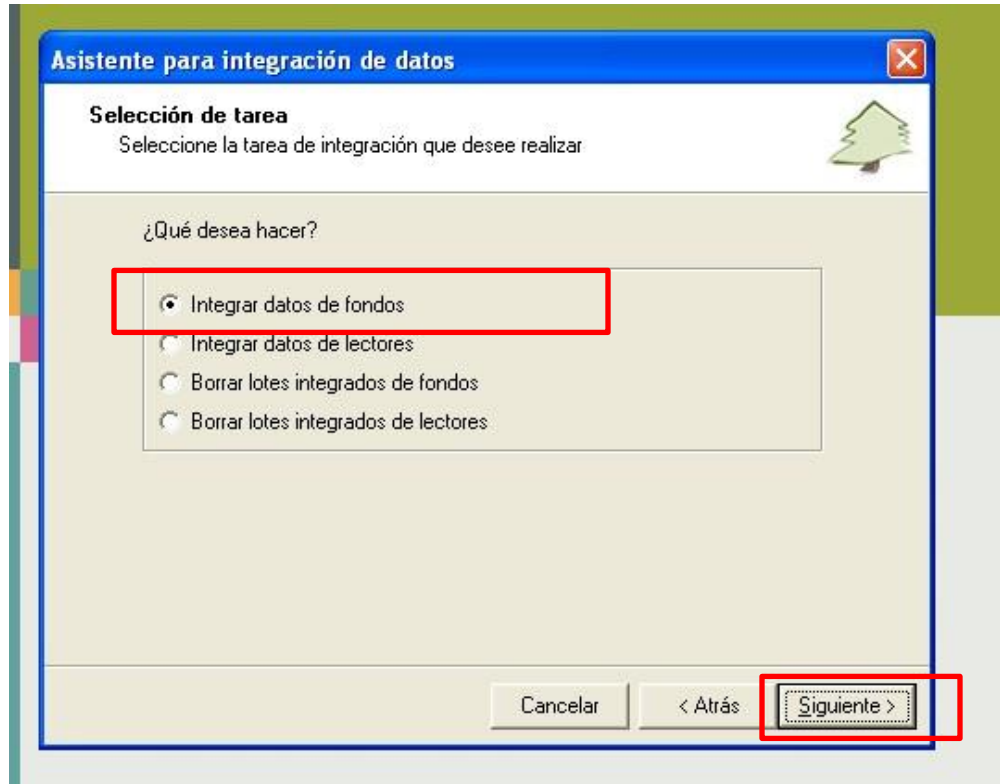 Asistente para integración de datos
Selección de tarea
Seleccione la tarea de integración que desee realizar
¿Qué desea hacer?
Integrar datos de fondos
Integrar datos de lectores
Borrar lotes integrados de fondos
Borrar lotes integrados de lectores
Cancelar < Atrás Siguiente >